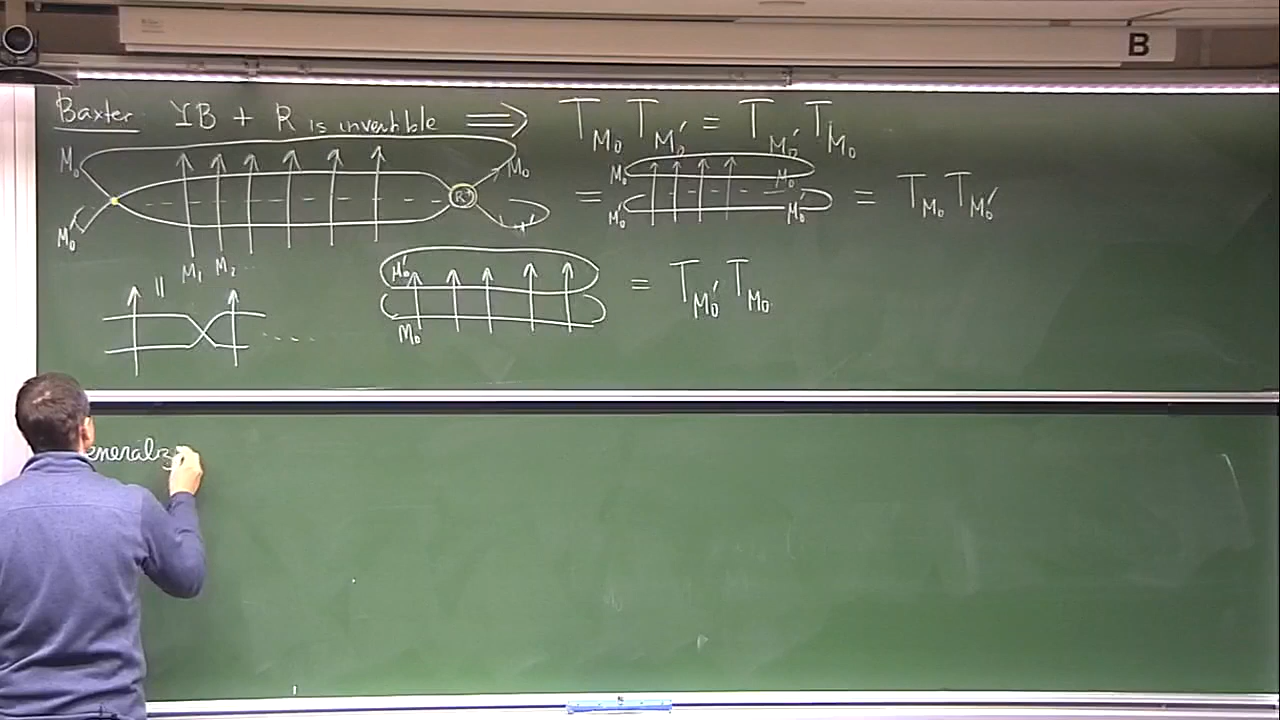 B
Baxter YB + R is invertible ⟹ T_{M_0} T_{M_0'} = T_{M_0'} T_{M_0}
M_0 M_0 = M_0 M_0 = T_{M_0} T_{M_0'}
R^{-1}
M_0' M_0' M_0'
M_1 M_2 ...
M_0' = T_{M_0'} T_{M_0}
M_0
....
eneraliz